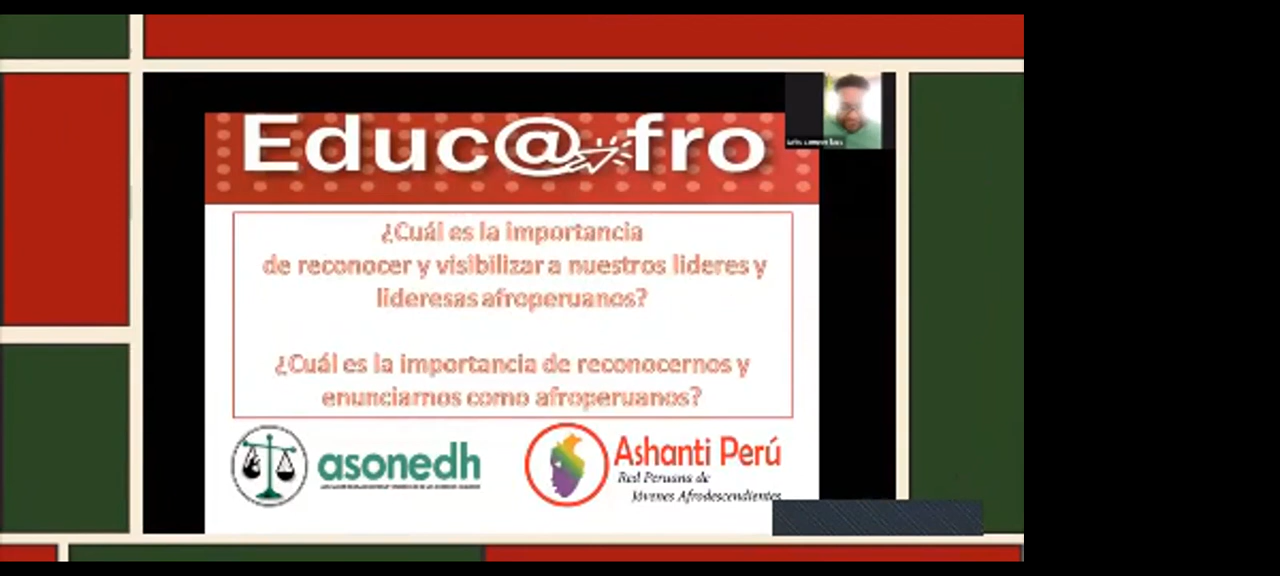 Educ@fro
¿Cuál es la importancia
de reconocer y visibilizar a nuestros lideres y
lideresas afroperuanos?
¿Cuál es la importancia de reconocernos y
enunciarnos como afroperuanos?
asonedh
Ashanti Perú
Red Peruana de
Jóvenes Afrodescendientes